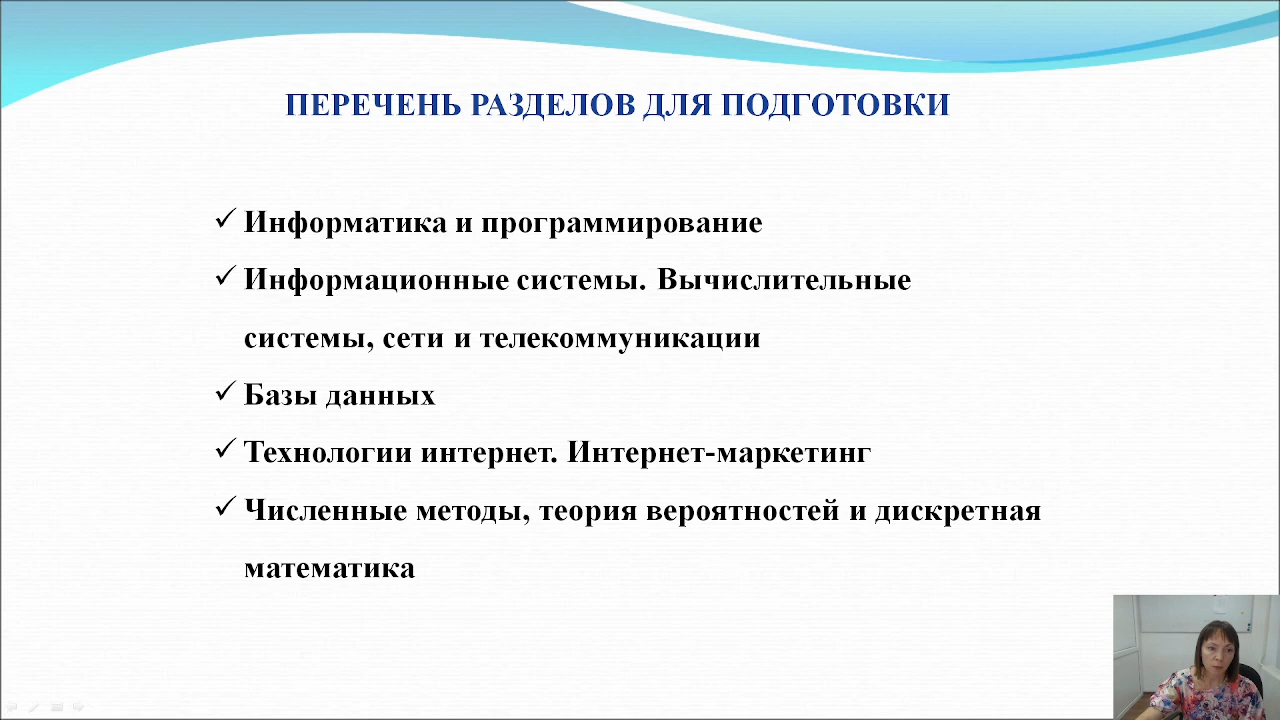 ПЕРЕЧЕНЬ РАЗДЕЛОВ ДЛЯ ПОДГОТОВКИ
Информатика и программирование
Информационные системы. Вычислительные
системы, сети и телекоммуникации
Базы данных
Технологии интернет. Интернет-маркетинг
Численные методы, теория вероятностей и дискретная
математика